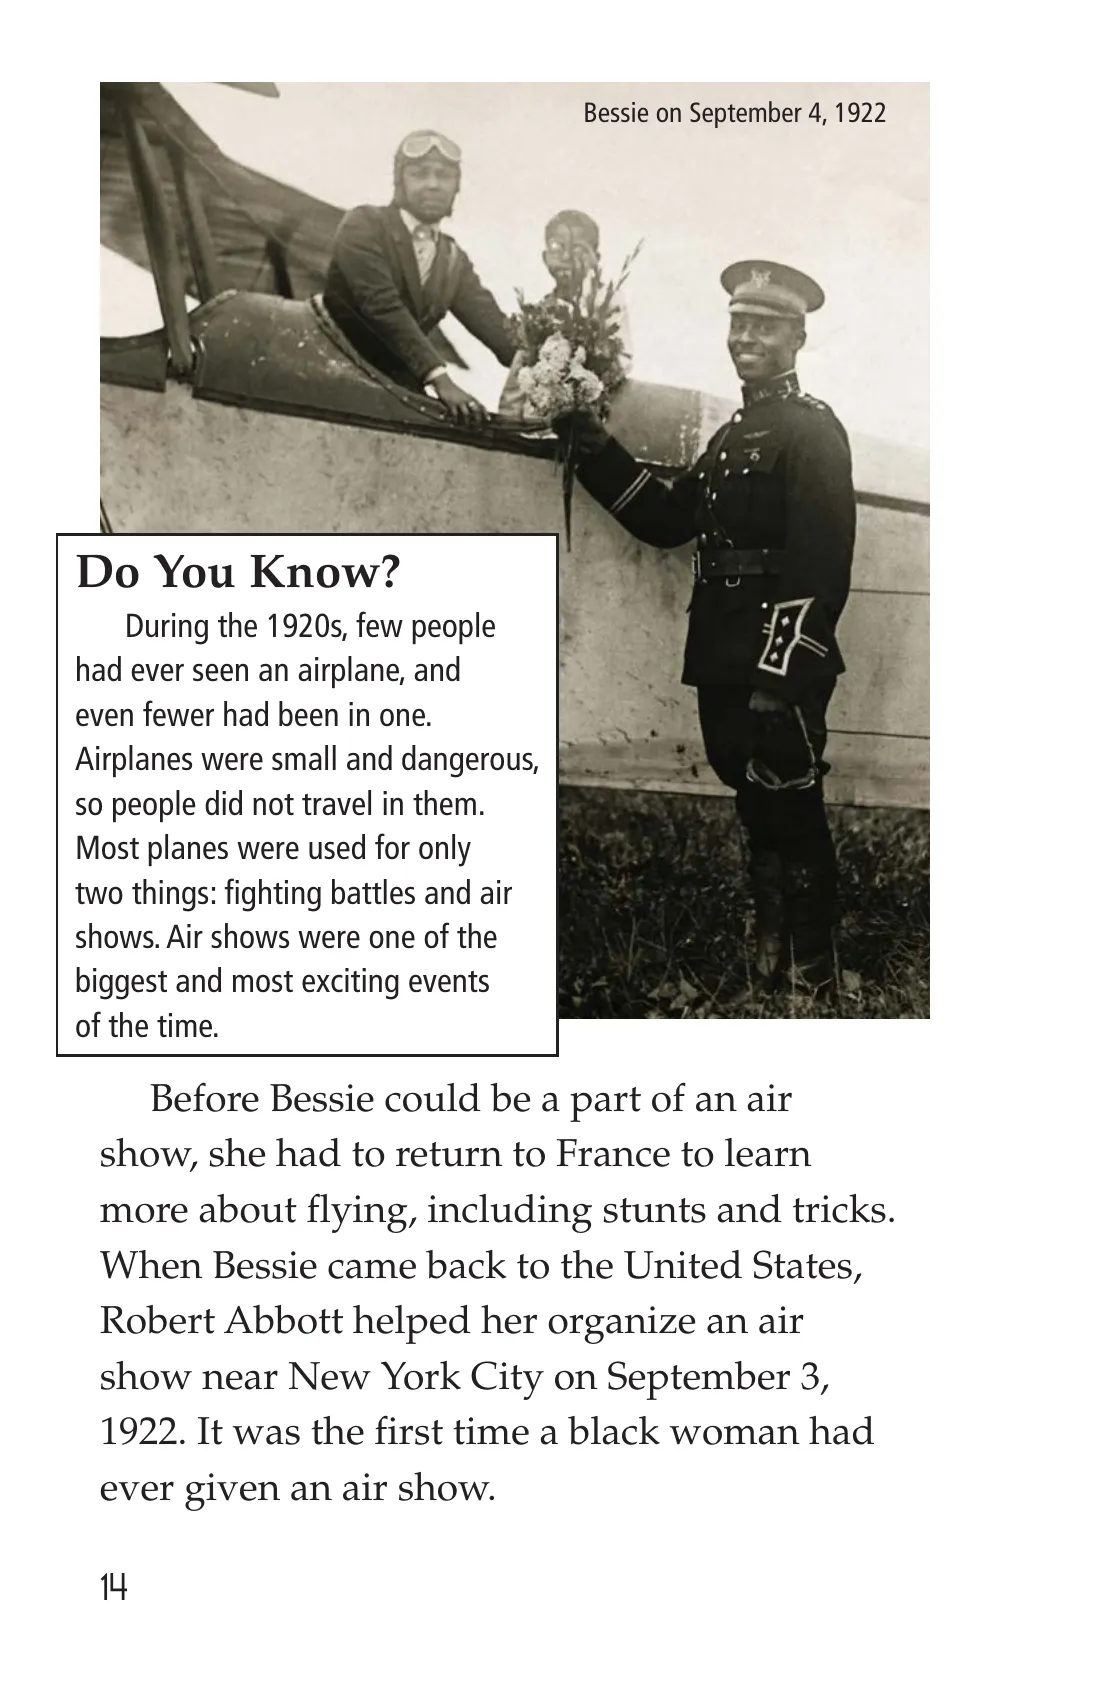 Bessie on September 4, 1922
Do You Know?
During the 1920s, few people
had ever seen an airplane, and
even fewer had been in one.
Airplanes were small and dangerous,
so people did not travel in them.
Most planes were used for only
two things: fighting battles and air
shows. Air shows were one of the
biggest and most exciting events
of the time.
Before Bessie could be a part of an air
show, she had to return to France to learn
more about flying, including stunts and tricks.
When Bessie came back to the United States,
Robert Abbott helped her organize an air
show near New York City on September 3,
1922. It was the first time a black woman had
ever given an air show.
14